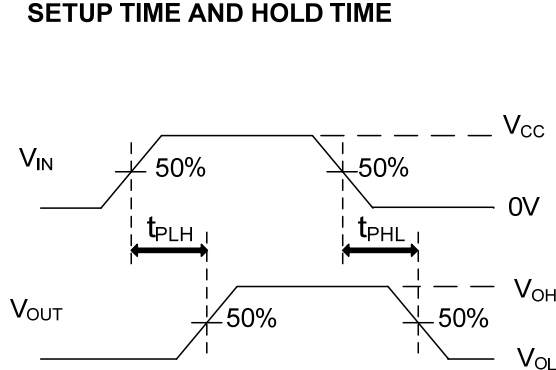 SETUP TIME AND HOLD TIME
VCC
VIN
50%
50%
0V
tPLH
tPHL
VOH
VOUT
50%
50%
VOL